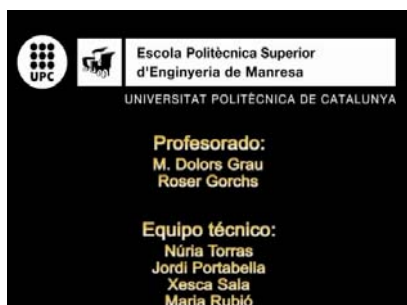 UPC
Escola Politècnica Superior
d'Enginyeria de Manresa
UNIVERSITAT POLITÈCNICA DE CATALUNYA
Profesorado:
M. Dolors Grau
Roser Gorchs
Equipo técnico:
Núria Torras
Jordi Portabella
Xesca Sala
Maria Rubió